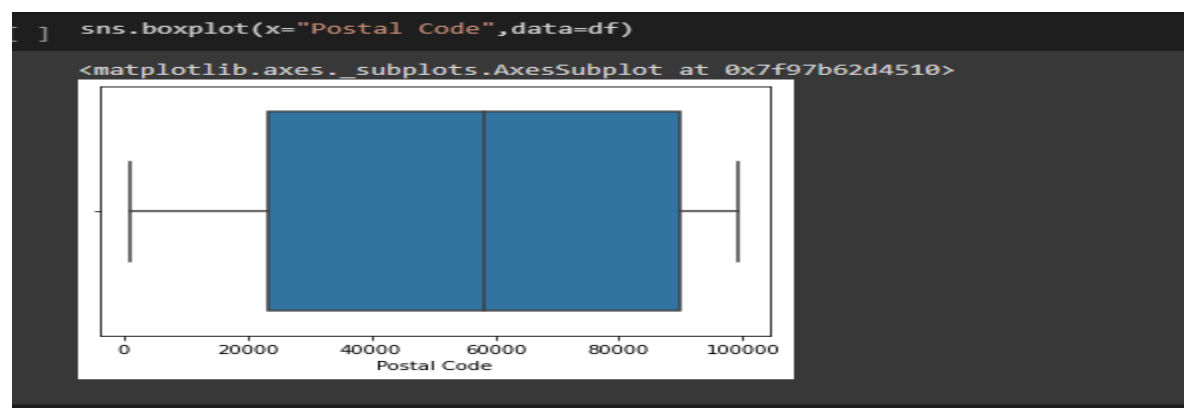 [ ] sns.boxplot(x="Postal Code",data=df)
<matplotlib.axes._subplots.AxesSubplot at 0x7f97b62d4510>
0 20000 40000 60000 80000 100000
Postal Code